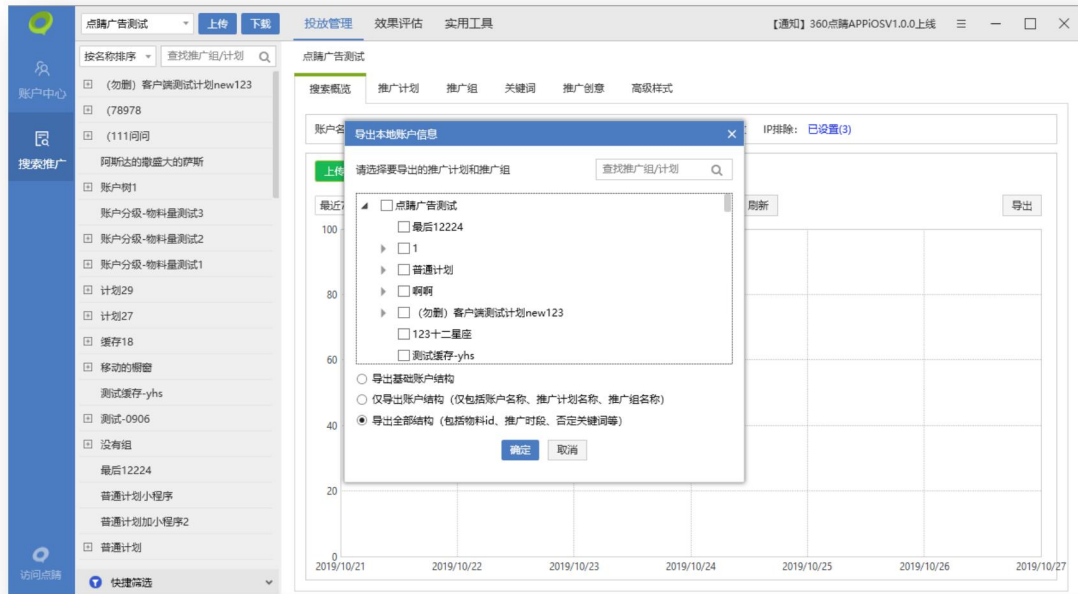 点睛广告测试 上传 下载 投放管理 效果评估 实用工具 【通知】360点睛APPiOSV1.0.0上线
按名称排序 查找推广组/计划
账户中心
搜索推广
访问点睛
（勿删）客户端测试计划new123
（78978
（111问问
阿斯达的撒盛大的萨斯
账户树1
账户分级-物料量测试3
账户分级-物料量测试2
账户分级-物料量测试1
计划29
计划27
缓存18
移动的橱窗
测试缓存-yhs
测试-0906
没有组
最后12224
普通计划小程序
普通计划加小程序2
普通计划
快捷筛选
点睛广告测试
搜索概览 推广计划 推广组 关键词 推广创意 高级样式
账户名 IP排除： 已设置(3)
上传
最近7 刷新 导出
导出本地账户信息
请选择要导出的推广计划和推广组 查找推广组/计划
点睛广告测试
最后12224
1
普通计划
啊啊
（勿删）客户端测试计划new123
123十二星座
测试缓存-yhs
导出基础账户结构
仅导出账户结构（仅包括账户名称、推广计划名称、推广组名称）
导出全部结构（包括物料id、推广时段、否定关键词等）
确定 取消
100
80
60
40
20
0
2019/10/21 2019/10/22 2019/10/23 2019/10/24 2019/10/25 2019/10/26 2019/10/27